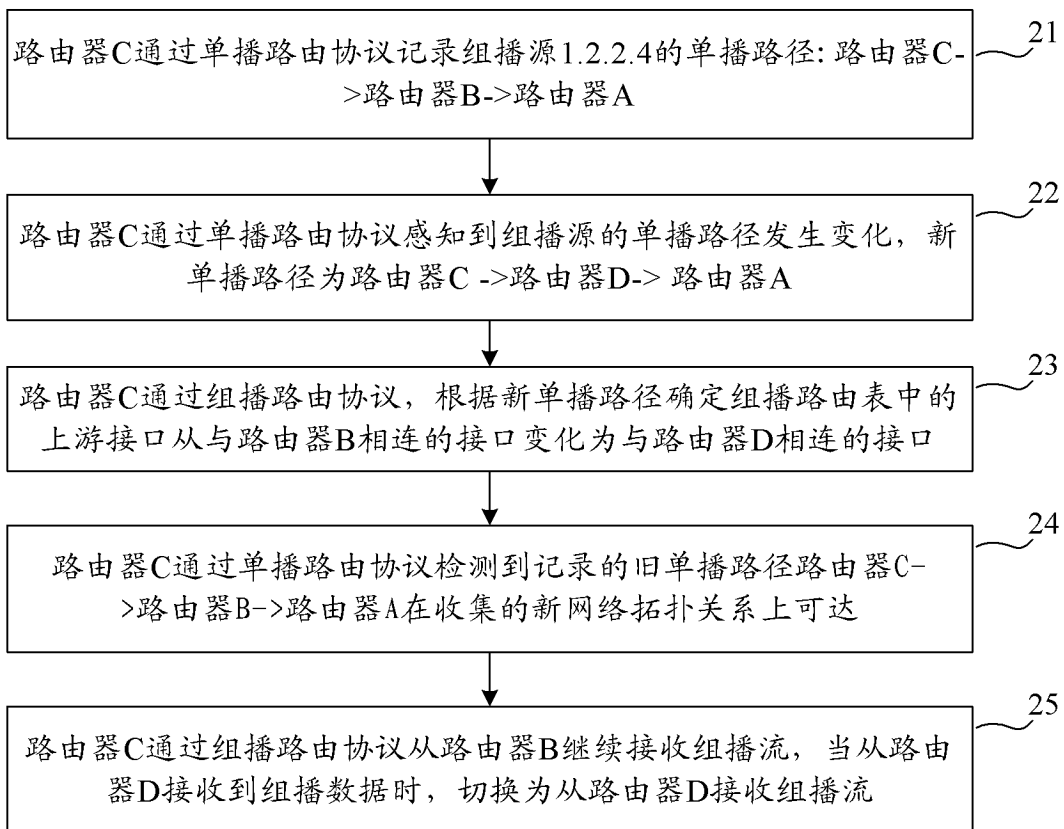 21
路由器C通过单播路由协议记录组播源1.2.2.4的单播路径: 路由器C-
>路由器B->路由器A
22
路由器C通过单播路由协议感知到组播源的单播路径发生变化，新
单播路径为路由器C ->路由器D-> 路由器A
23
路由器C通过组播路由协议，根据新单播路径确定组播路由表中的
上游接口从与路由器B相连的接口变化为与路由器D相连的接口
24
路由器C通过单播路由协议检测到记录的旧单播路径路由器C-
>路由器B->路由器A在收集的新网络拓扑关系上可达
25
路由器C通过组播路由协议从路由器B继续接收组播流，当从路由
器D接收到组播数据时，切换为从路由器D接收组播流